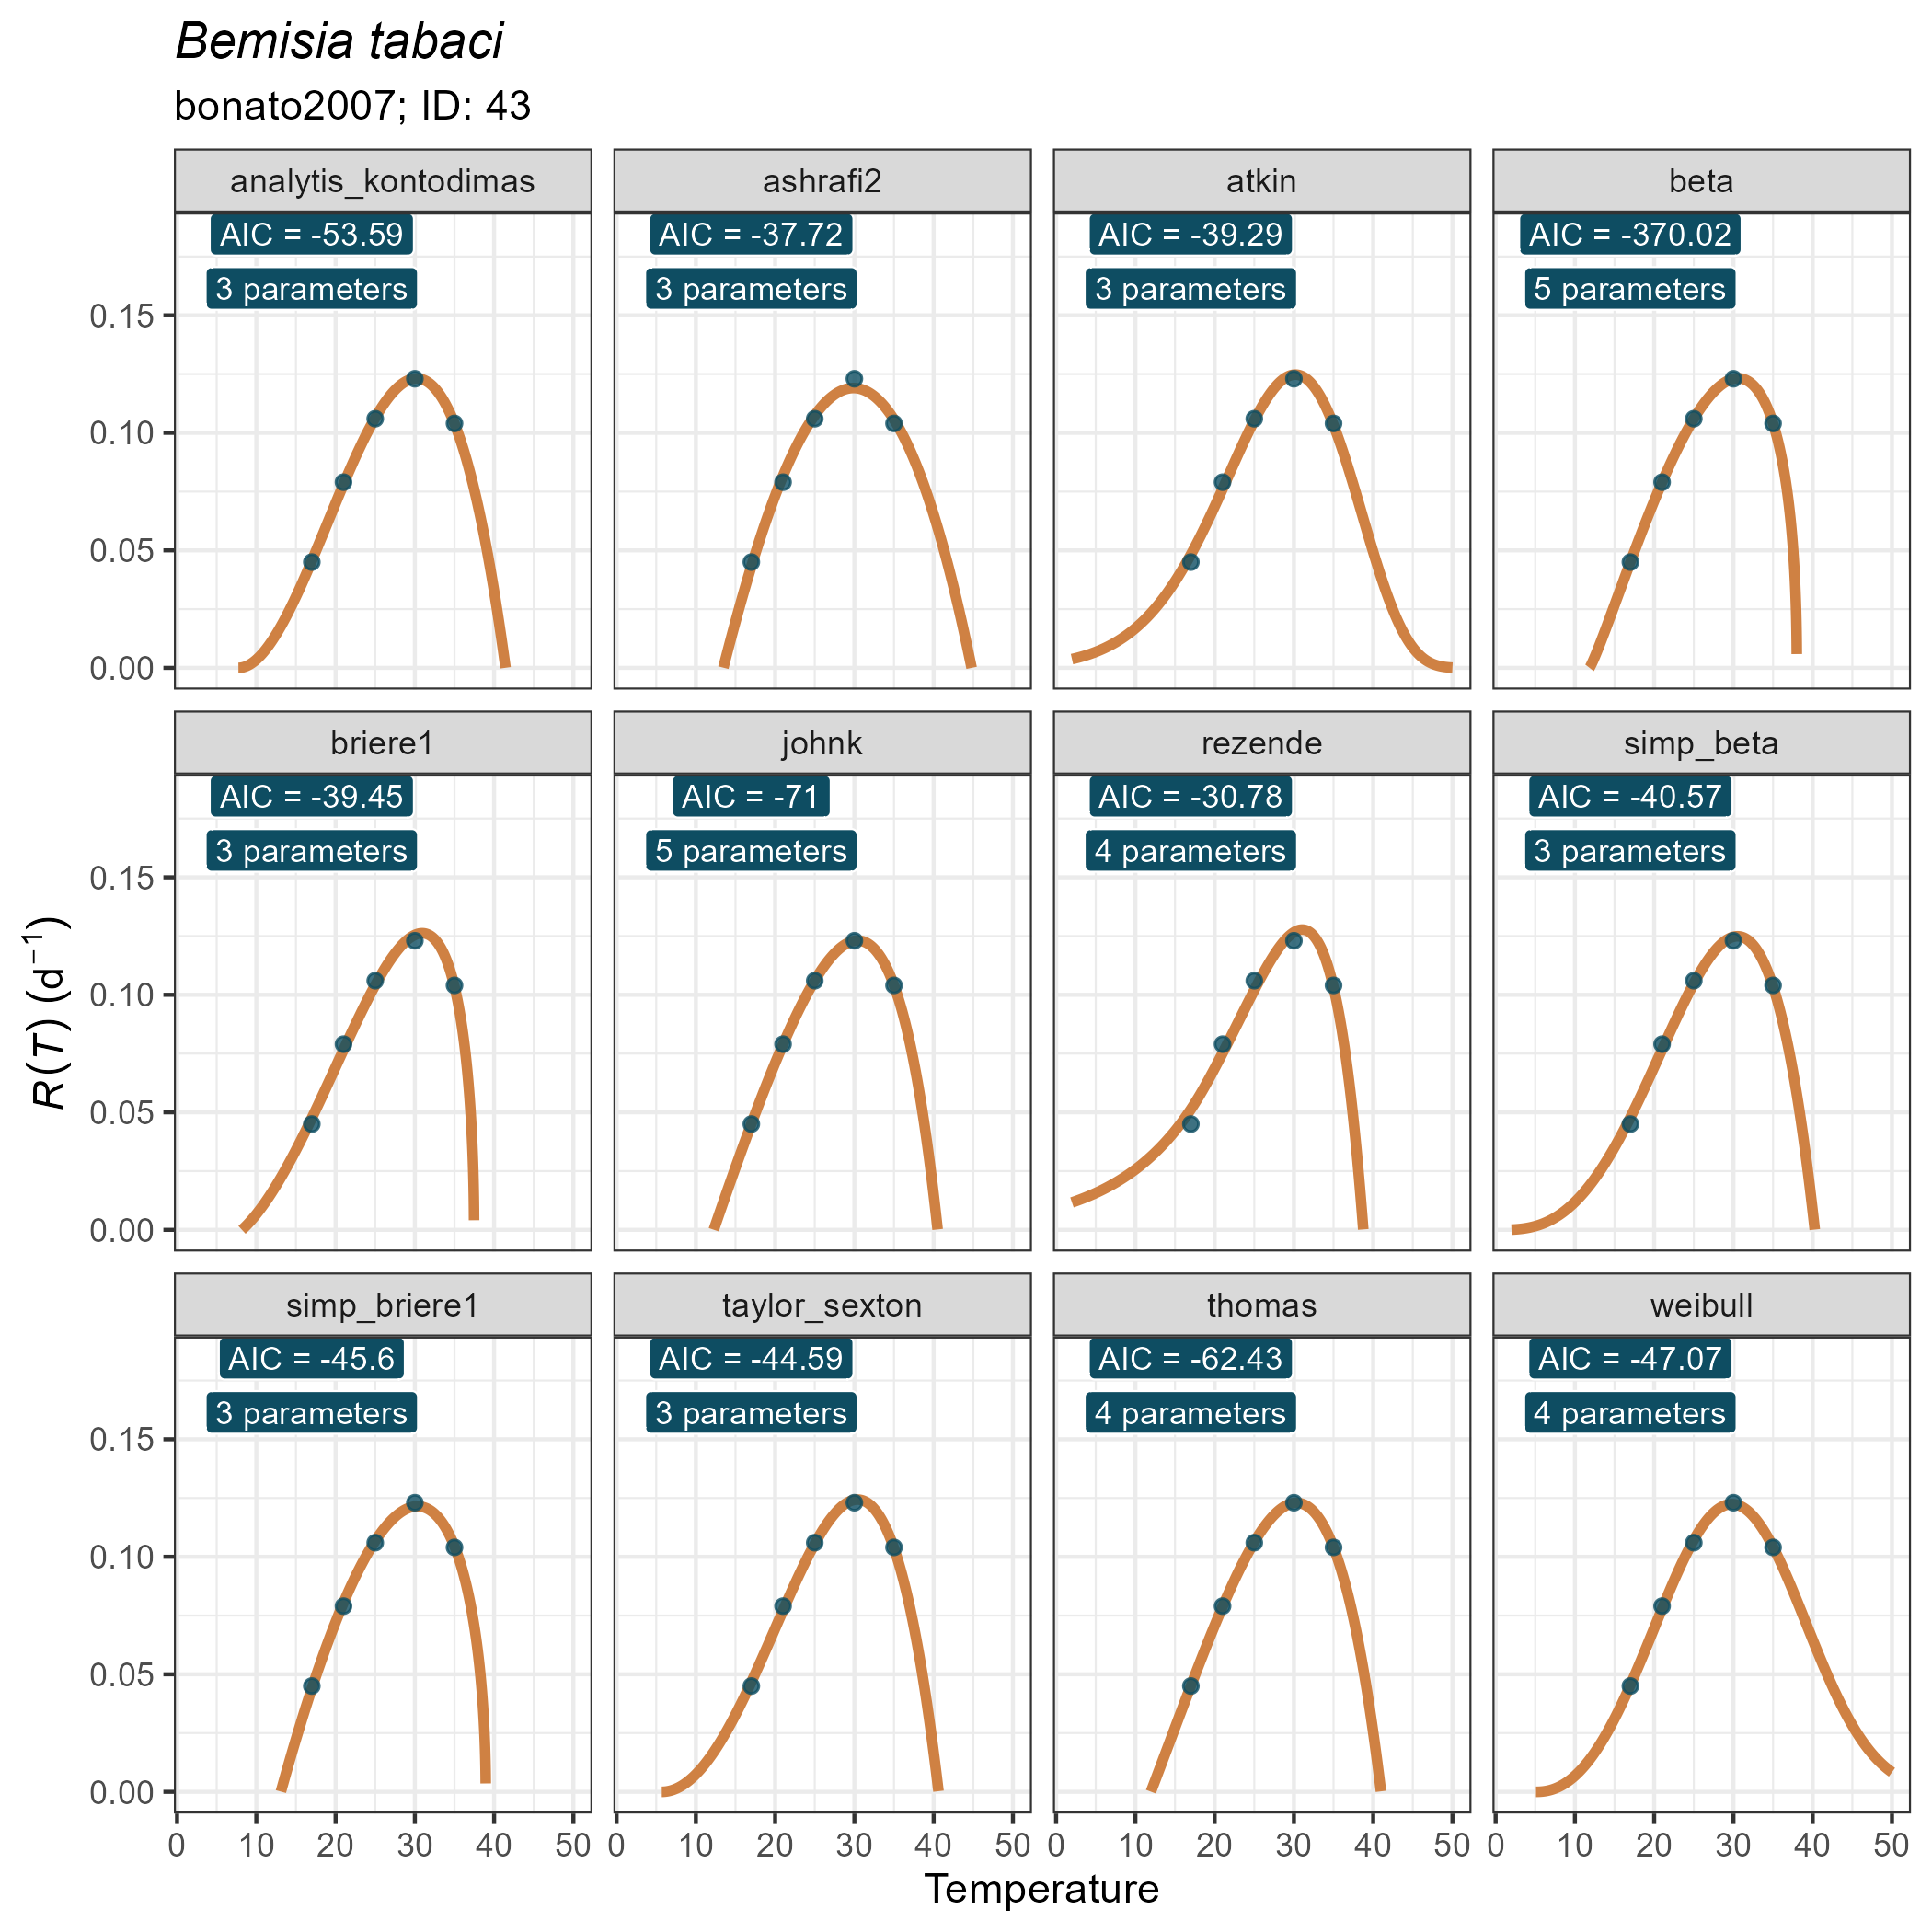 Bemisia tabaci
bonato2007; ID: 43
analytis_kontodimas
ashrafi2
atkin
beta
AIC = -53.59
3 parameters
AIC = -37.72
3 parameters
AIC = -39.29
3 parameters
AIC = -370.02
5 parameters
0.15
0.10
0.05
0.00
briere1
johnk
rezende
simp_beta
AIC = -39.45
3 parameters
AIC = -71
5 parameters
AIC = -30.78
4 parameters
AIC = -40.57
3 parameters
0.15
0.10
0.05
0.00
R(T) (d⁻¹)
simp_briere1
taylor_sexton
thomas
weibull
AIC = -45.6
3 parameters
AIC = -44.59
3 parameters
AIC = -62.43
4 parameters
AIC = -47.07
4 parameters
0.15
0.10
0.05
0.00
0 10 20 30 40 50
0 10 20 30 40 50
0 10 20 30 40 50
0 10 20 30 40 50
Temperature